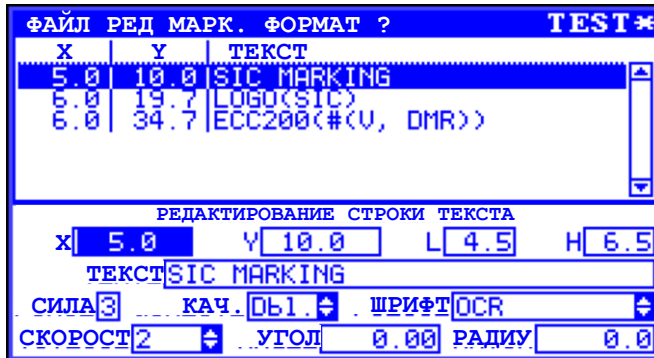 ФАЙЛ РЕД МАРК. ФОРМАТ ? TEST*
X Y ТЕКСТ
5.0 10.0 SIC MARKING
6.0 19.7 LOGO(SIC)
6.0 34.7 ECC200(#(V, DMR))
РЕДАКТИРОВАНИЕ СТРОКИ ТЕКСТА
X 5.0 Y 10.0 L 4.5 H 6.5
ТЕКСТ SIC MARKING
СИЛА 3 КАЧ. Dbl. ШРИФТ OCR
СКОРОСТ 2 УГОЛ 0.00 РАДИУ 0.0